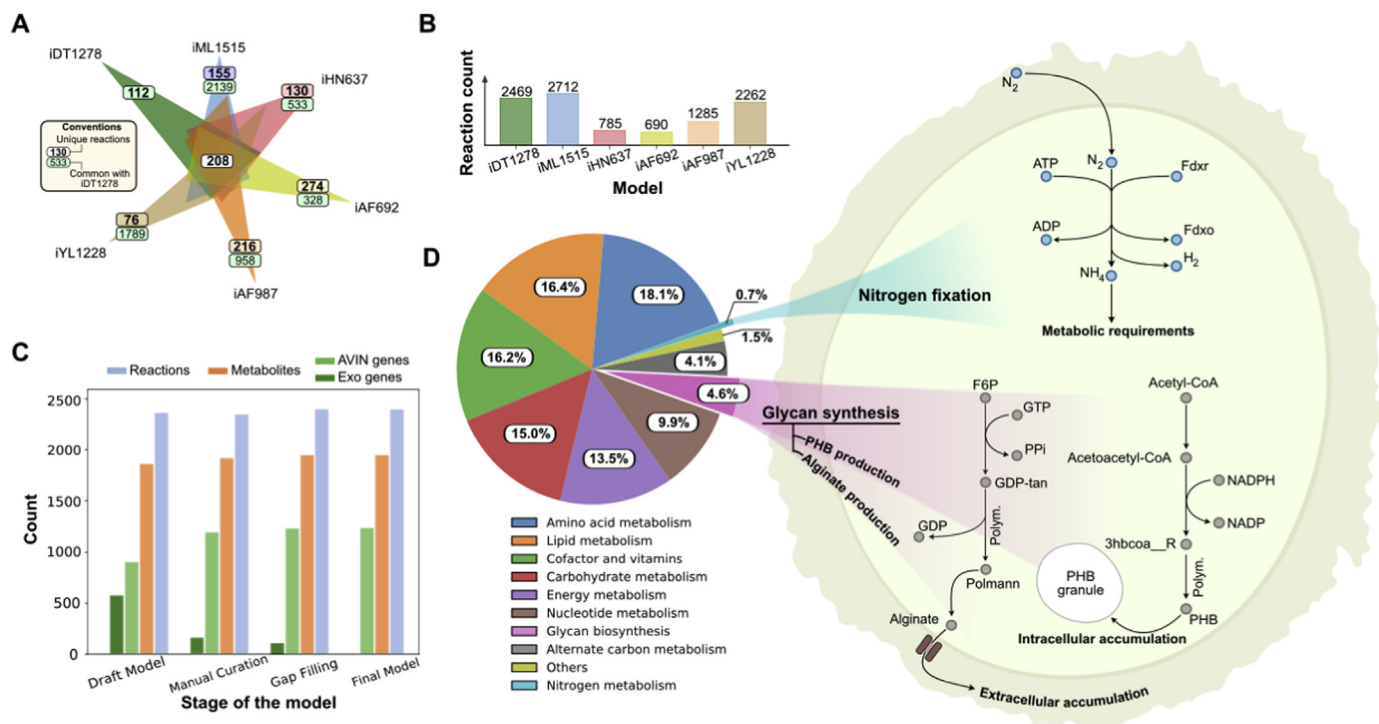 A
iDT1278
iML1515
iHN637
112
155
2139
130
533
Conventions
Unique reactions
130
533
Common with
iDT1278
208
274
328
iAF692
76
1789
iYL1228
216
958
iAF987
B
Reaction count
2469
2712
785
690
1285
2262
iDT1278
iML1515
iHN637
iAF692
iAF987
iYL1228
Model
C
Reactions
Metabolites
AVIN genes
Exo genes
Count
2500
2000
1500
1000
500
0
Draft Model
Manual Curation
Gap Filling
Final Model
Stage of the model
D
16.4%
18.1%
0.7%
1.5%
4.1%
4.6%
9.9%
13.5%
15.0%
16.2%
Amino acid metabolism
Lipid metabolism
Cofactor and vitamins
Carbohydrate metabolism
Energy metabolism
Nucleotide metabolism
Glycan biosynthesis
Alternate carbon metabolism
Others
Nitrogen metabolism
N2
N2
ATP
Fdxr
ADP
Fdxo
H2
NH4
Nitrogen fixation
Metabolic requirements
Glycan synthesis
PHB production
Alginate production
F6P
GTP
PPi
GDP-tan
GDP
Polym.
Polmann
Alginate
Extracellular accumulation
Acetyl-CoA
Acetoacetyl-CoA
NADPH
NADP
3hbcoa__R
Polym.
PHB
PHB
granule
Intracellular accumulation